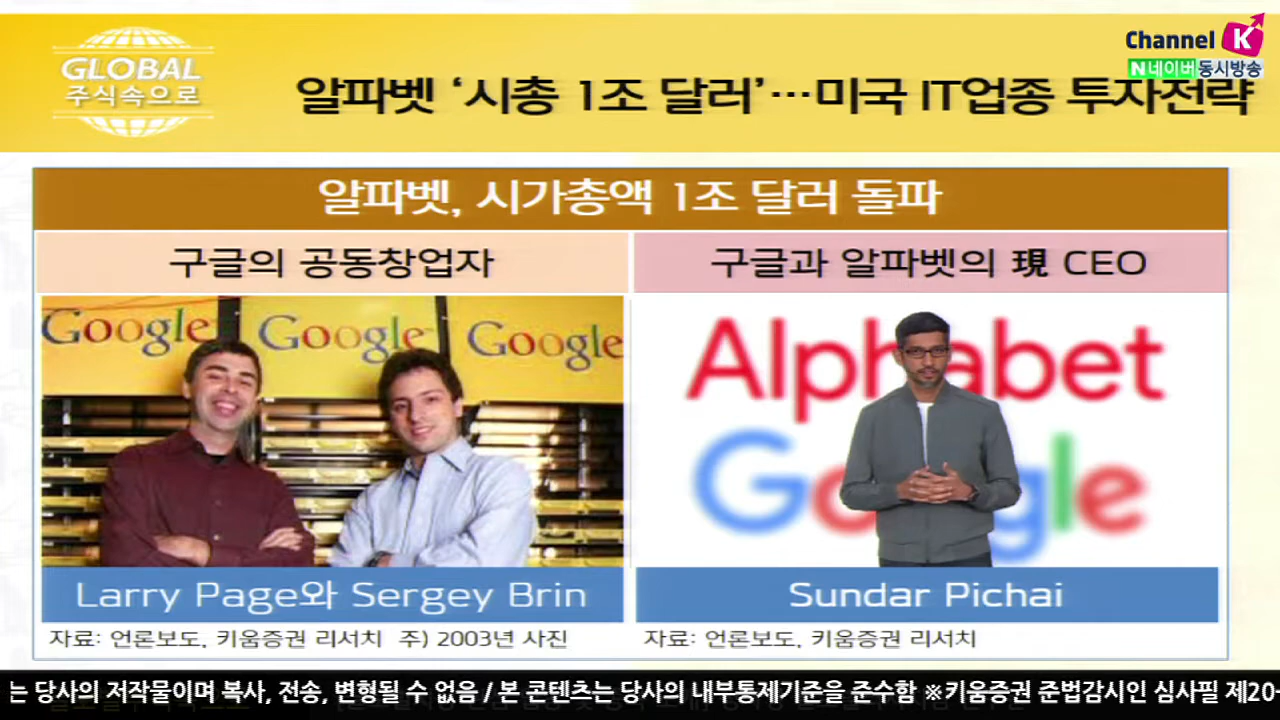 GLOBAL
주식속으로
Channel K
N 네이버 동시방송
알파벳 ‘시총 1조 달러’…미국 IT업종 투자전략
알파벳, 시가총액 1조 달러 돌파
구글의 공동창업자
구글과 알파벳의 現 CEO
Google Google Google
Alphabet
Google
Larry Page와 Sergey Brin
Sundar Pichai
자료: 언론보도, 키움증권 리서치 주) 2003년 사진
자료: 언론보도, 키움증권 리서치
는 당사의 저작물이며 복사, 전송, 변형될 수 없음 / 본 콘텐츠는 당사의 내부통제기준을 준수함 ※키움증권 준법감시인 심사필 제20-